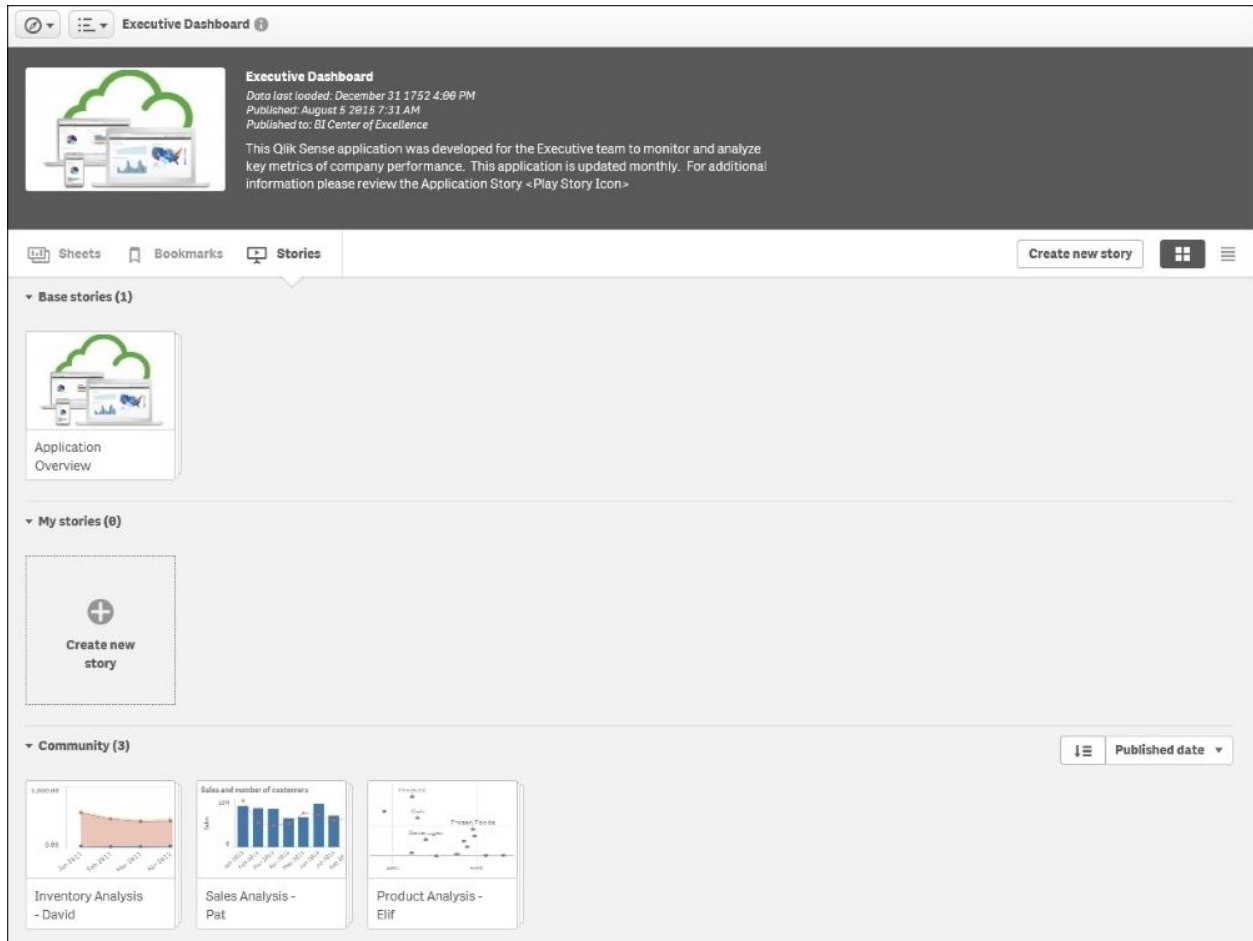 Executive Dashboard
Executive Dashboard
Data last loaded: December 31 1752 4:00 PM
Published: August 5 2015 7:31 AM
Published to: BI Center of Excellence
This Qlik Sense application was developed for the Executive team to monitor and analyze
key metrics of company performance. This application is updated monthly. For additional
information please review the Application Story <Play Story Icon>
Sheets Bookmarks Stories Create new story
Base stories (1)
Application
Overview
My stories (0)
Create new
story
Community (3) Published date
Sales and number of customers
Sales
0
Frozen Foods
Beverages
Inventory Analysis
- David
Sales Analysis -
Pat
Product Analysis -
Elif